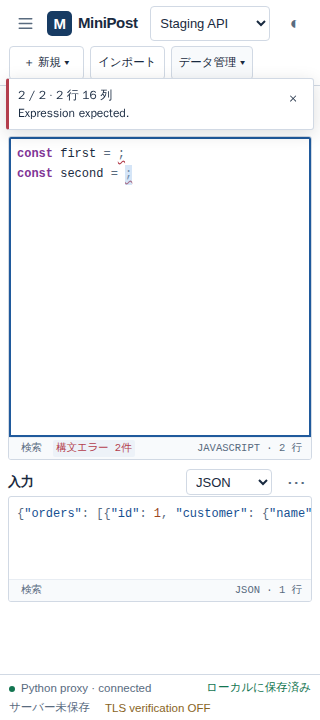 M MiniPost Staging API
+ 新規 ▾ インポート データ管理 ▾
2 / 2 · 2 行 16 列
Expression expected.
×
const first = ;
const second = ;
検索 構文エラー 2件 JAVASCRIPT · 2 行
入力 JSON ···
{"orders": [{"id": 1, "customer": {"name"
検索 JSON · 1 行
Python proxy · connected ローカルに保存済み
サーバー未保存 TLS verification OFF